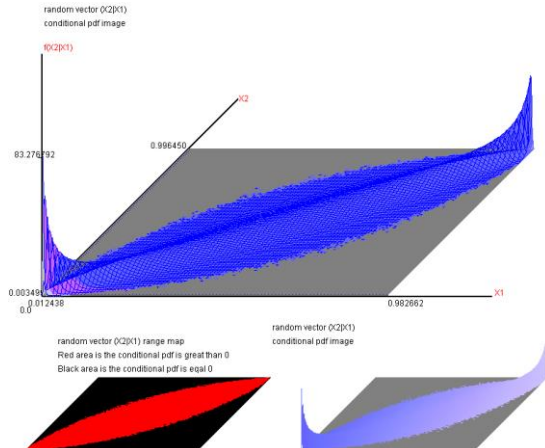 random vector (X2|X1)
conditional pdf image
f(X2|X1)
X2
0.996450
83.276792
0.003495
0.012438
0.982662
X1
0.0
random vector (X2|X1) range map
Red area is the conditional pdf is great than 0
Black area is the conditional pdf is eqal 0
random vector (X2|X1)
conditional pdf image